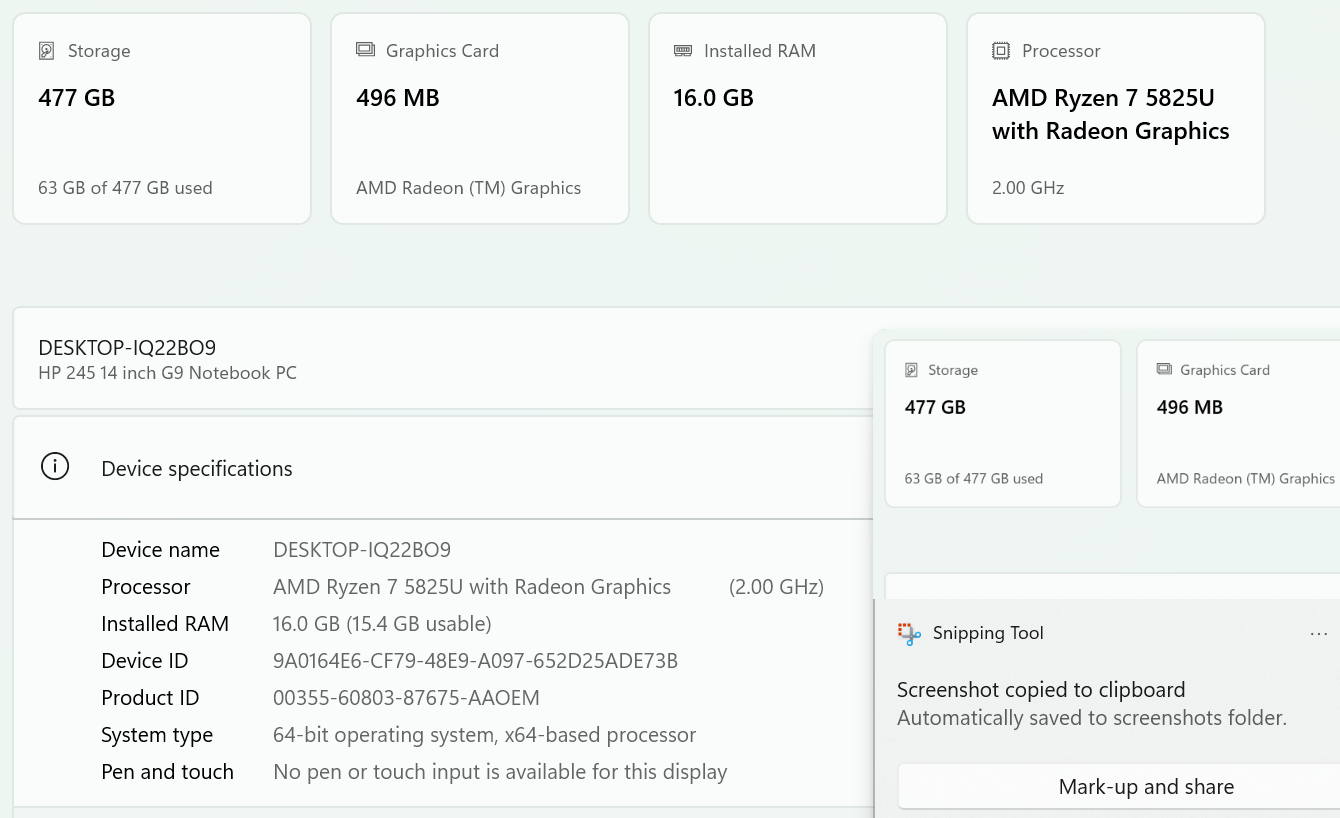 Storage
477 GB
63 GB of 477 GB used
Graphics Card
496 MB
AMD Radeon (TM) Graphics
Installed RAM
16.0 GB
Processor
AMD Ryzen 7 5825U
with Radeon Graphics
2.00 GHz
DESKTOP-IQ22BO9
HP 245 14 inch G9 Notebook PC
Device specifications
Device name DESKTOP-IQ22BO9
Processor AMD Ryzen 7 5825U with Radeon Graphics (2.00 GHz)
Installed RAM 16.0 GB (15.4 GB usable)
Device ID 9A0164E6-CF79-48E9-A097-652D25ADE73B
Product ID 00355-60803-87675-AAOEM
System type 64-bit operating system, x64-based processor
Pen and touch No pen or touch input is available for this display
Storage
477 GB
63 GB of 477 GB used
Graphics Card
496 MB
AMD Radeon (TM) Graphics
Snipping Tool
...
Screenshot copied to clipboard
Automatically saved to screenshots folder.
Mark-up and share